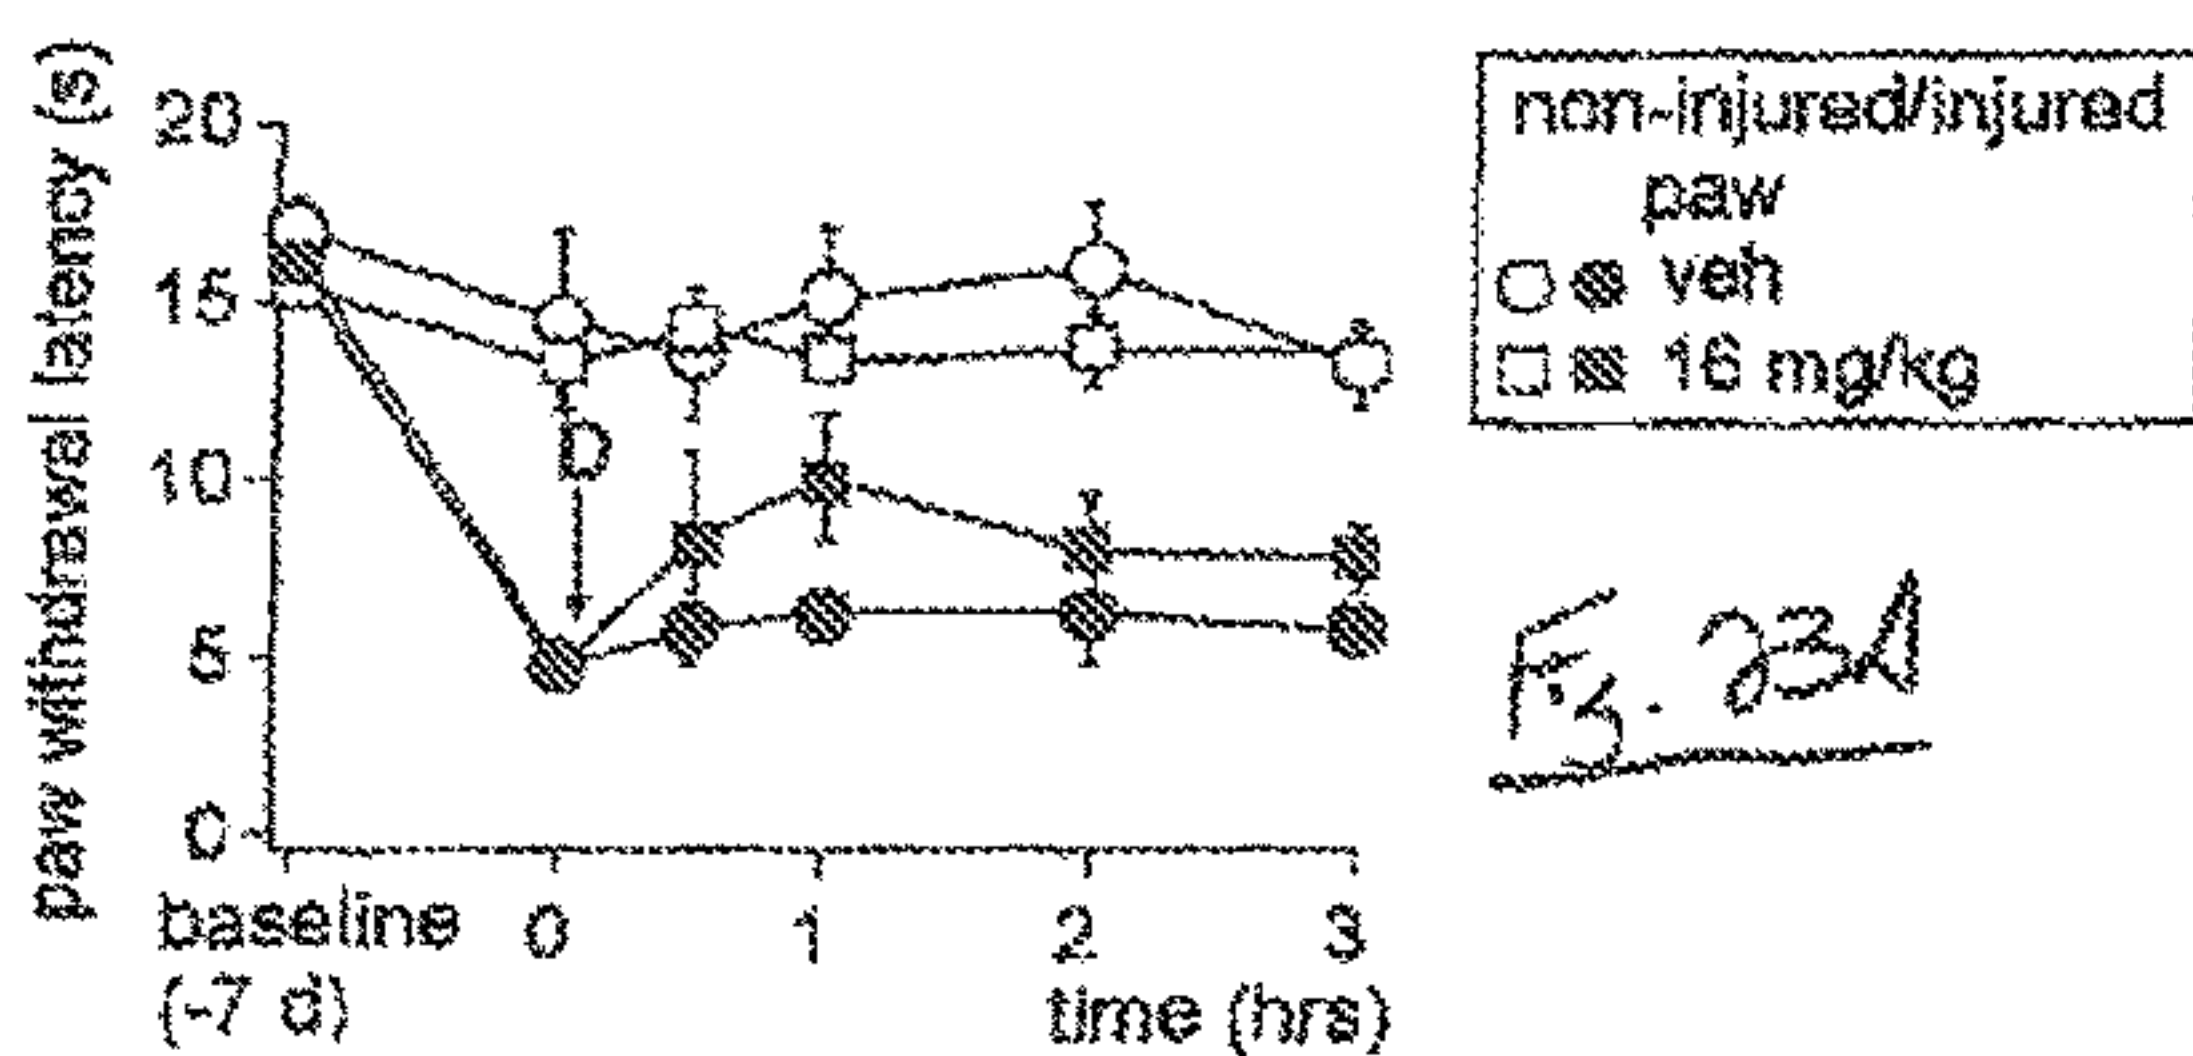 paw withdrawal latency (s)
20
15
10
5
0
D
baseline
(-7 d)
0
1
2
3
time (hrs)
non-injured/injured
paw
veh
16 mg/kg
Fig. 23A